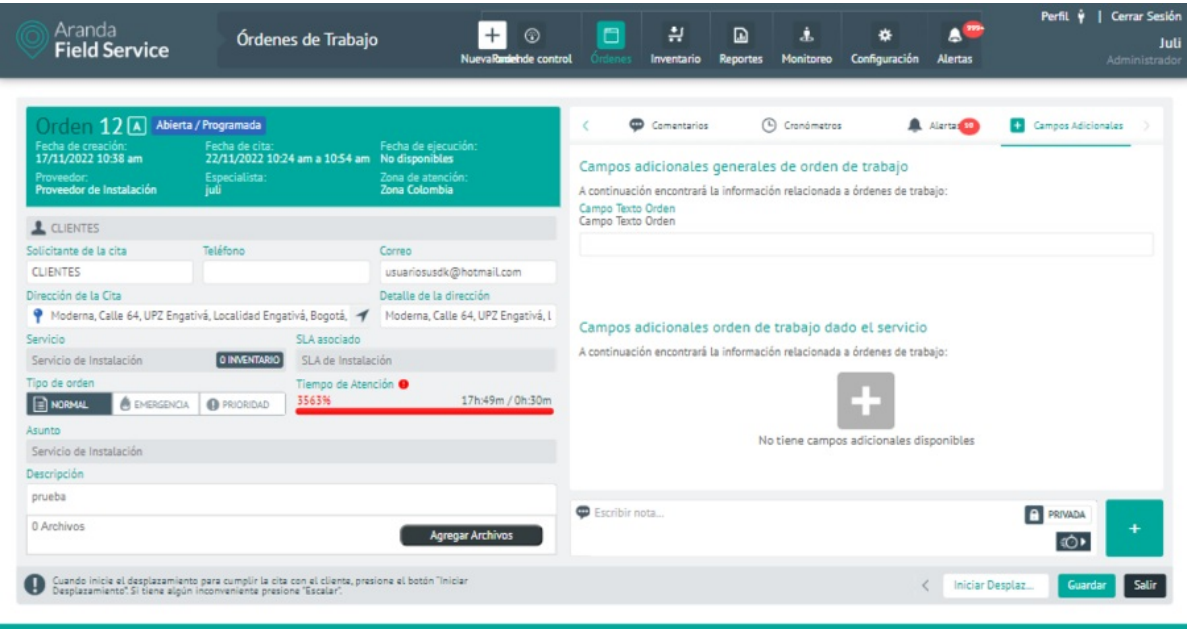 Aranda
Field Service
Órdenes de Trabajo
Nueva Orden
Panel de control
Órdenes
Inventario
Reportes
Monitoreo
Configuración
Alertas
999+
Perfil | Cerrar Sesión
Juli
Administrador
Orden 12 A Abierta / Programada
Fecha de creación: Fecha de cita: Fecha de ejecución:
17/11/2022 10:38 am 22/11/2022 10:24 am a 10:54 am No disponibles
Proveedor: Especialista: Zona de atención:
Proveedor de Instalación juli Zona Colombia
CLIENTES
Solicitante de la cita Teléfono Correo
CLIENTES usuariosusdk@hotmail.com
Dirección de la Cita Detalle de la dirección
Moderna, Calle 64, UPZ Engativá, Localidad Engativá, Bogotá, Moderna, Calle 64, UPZ Engativá, L
Servicio SLA asociado
Servicio de Instalación 0 INVENTARIO SLA de Instalación
Tipo de orden Tiempo de Atención
NORMAL EMERGENCIA PRIORIDAD 3563% 17h:49m / 0h:30m
Asunto
Servicio de Instalación
Descripción
prueba
0 Archivos Agregar Archivos
Comentarios Cronómetros Alertas Campos Adicionales
Campos adicionales generales de orden de trabajo
A continuación encontrará la información relacionada a órdenes de trabajo:
Campo Texto Orden
Campo Texto Orden
Campos adicionales orden de trabajo dado el servicio
A continuación encontrará la información relacionada a órdenes de trabajo:
No tiene campos adicionales disponibles
Escribir nota... PRIVADA
Cuando inicie el desplazamiento para cumplir la cita con el cliente, presione el botón "Iniciar
Desplazamiento". Si tiene algún inconveniente presione "Escalar".
Iniciar Desplaz... Guardar Salir